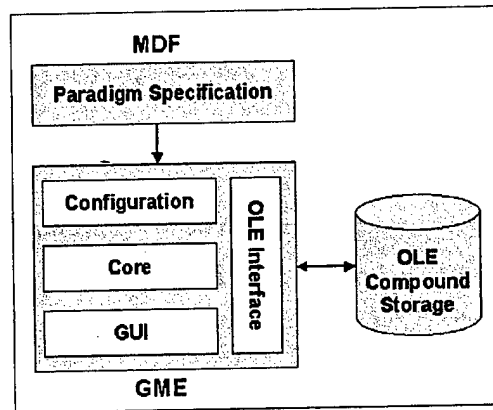 MDF
Paradigm Specification
Configuration
Core
GUI
OLE Interface
GME
OLE
Compound
Storage